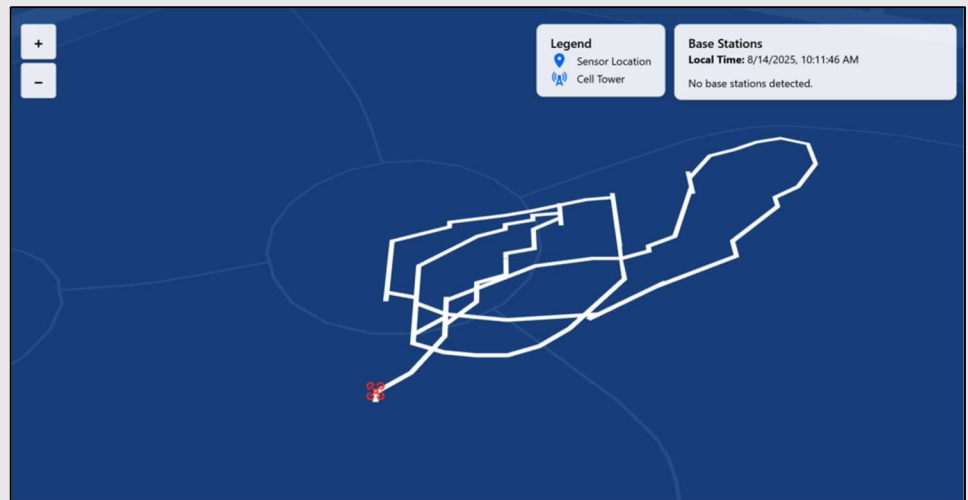 +
−
Legend
Sensor Location
Cell Tower
Base Stations
Local Time: 8/14/2025, 10:11:46 AM
No base stations detected.